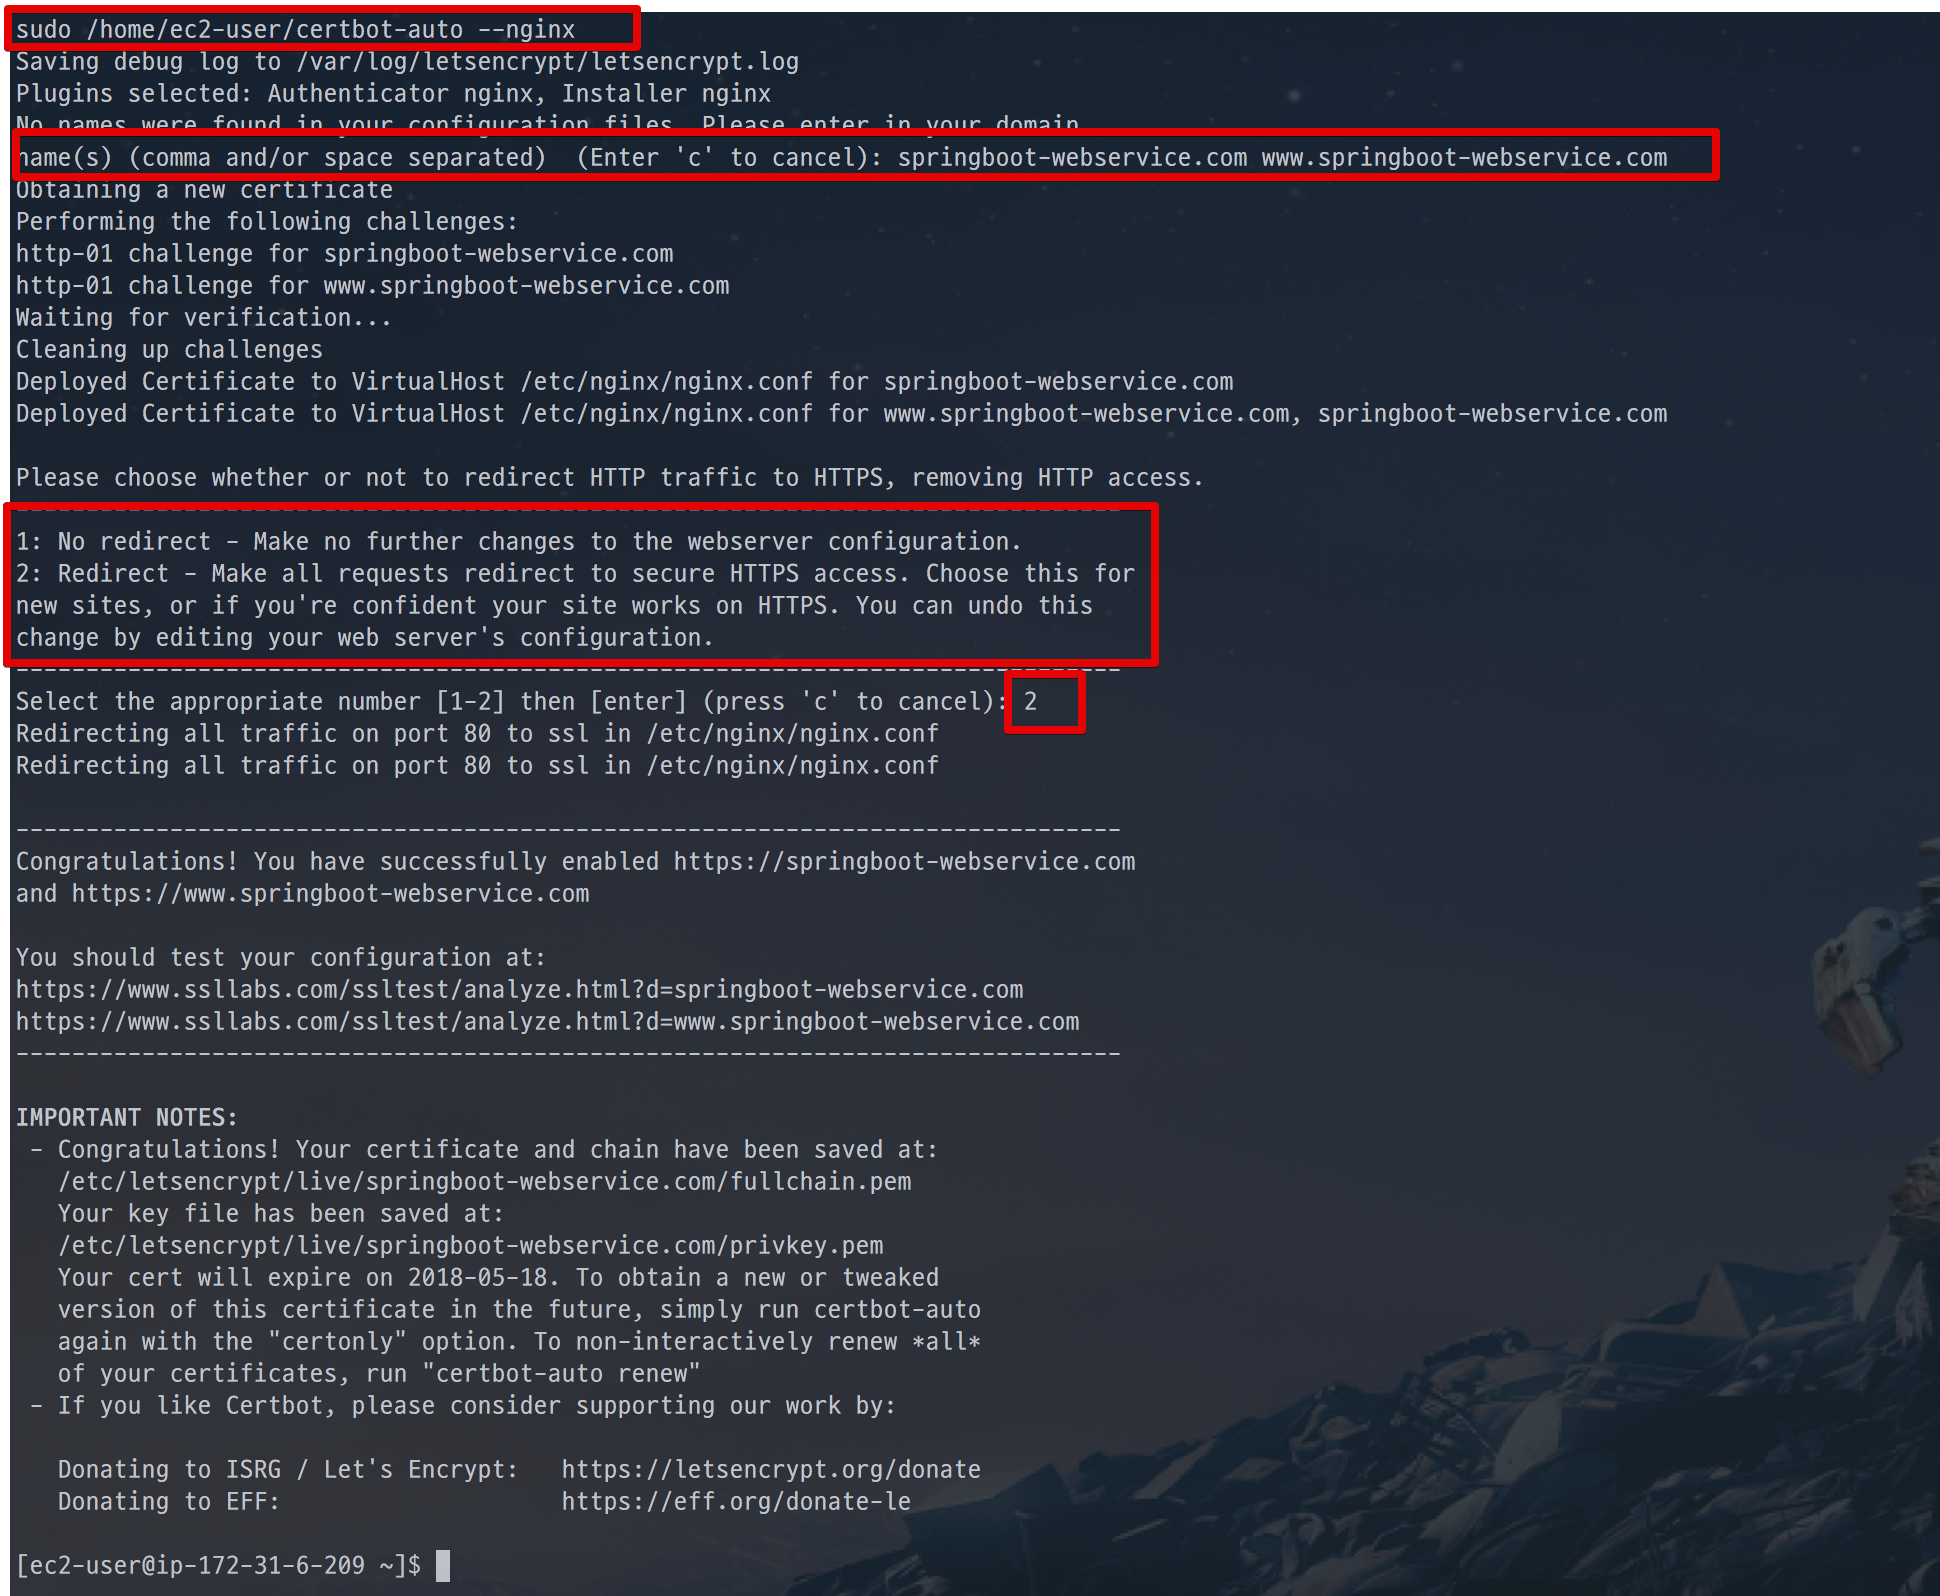 sudo /home/ec2-user/certbot-auto --nginx
Saving debug log to /var/log/letsencrypt/letsencrypt.log
Plugins selected: Authenticator nginx, Installer nginx
No names were found in your configuration files. Please enter in your domain
name(s) (comma and/or space separated)  (Enter 'c' to cancel): springboot-webservice.com www.springboot-webservice.com
Obtaining a new certificate
Performing the following challenges:
http-01 challenge for springboot-webservice.com
http-01 challenge for www.springboot-webservice.com
Waiting for verification...
Cleaning up challenges
Deployed Certificate to VirtualHost /etc/nginx/nginx.conf for springboot-webservice.com
Deployed Certificate to VirtualHost /etc/nginx/nginx.conf for www.springboot-webservice.com, springboot-webservice.com

Please choose whether or not to redirect HTTP traffic to HTTPS, removing HTTP access.
-------------------------------------------------------------------------------
1: No redirect - Make no further changes to the webserver configuration.
2: Redirect - Make all requests redirect to secure HTTPS access. Choose this for
new sites, or if you're confident your site works on HTTPS. You can undo this
change by editing your web server's configuration.
-------------------------------------------------------------------------------
Select the appropriate number [1-2] then [enter] (press 'c' to cancel): 2
Redirecting all traffic on port 80 to ssl in /etc/nginx/nginx.conf
Redirecting all traffic on port 80 to ssl in /etc/nginx/nginx.conf

-------------------------------------------------------------------------------
Congratulations! You have successfully enabled https://springboot-webservice.com
and https://www.springboot-webservice.com

You should test your configuration at:
https://www.ssllabs.com/ssltest/analyze.html?d=springboot-webservice.com
https://www.ssllabs.com/ssltest/analyze.html?d=www.springboot-webservice.com
-------------------------------------------------------------------------------

IMPORTANT NOTES:
 - Congratulations! Your certificate and chain have been saved at:
   /etc/letsencrypt/live/springboot-webservice.com/fullchain.pem
   Your key file has been saved at:
   /etc/letsencrypt/live/springboot-webservice.com/privkey.pem
   Your cert will expire on 2018-05-18. To obtain a new or tweaked
   version of this certificate in the future, simply run certbot-auto
   again with the "certonly" option. To non-interactively renew *all*
   of your certificates, run "certbot-auto renew"
 - If you like Certbot, please consider supporting our work by:

   Donating to ISRG / Let's Encrypt:   https://letsencrypt.org/donate
   Donating to EFF:                    https://eff.org/donate-le

[ec2-user@ip-172-31-6-209 ~]$